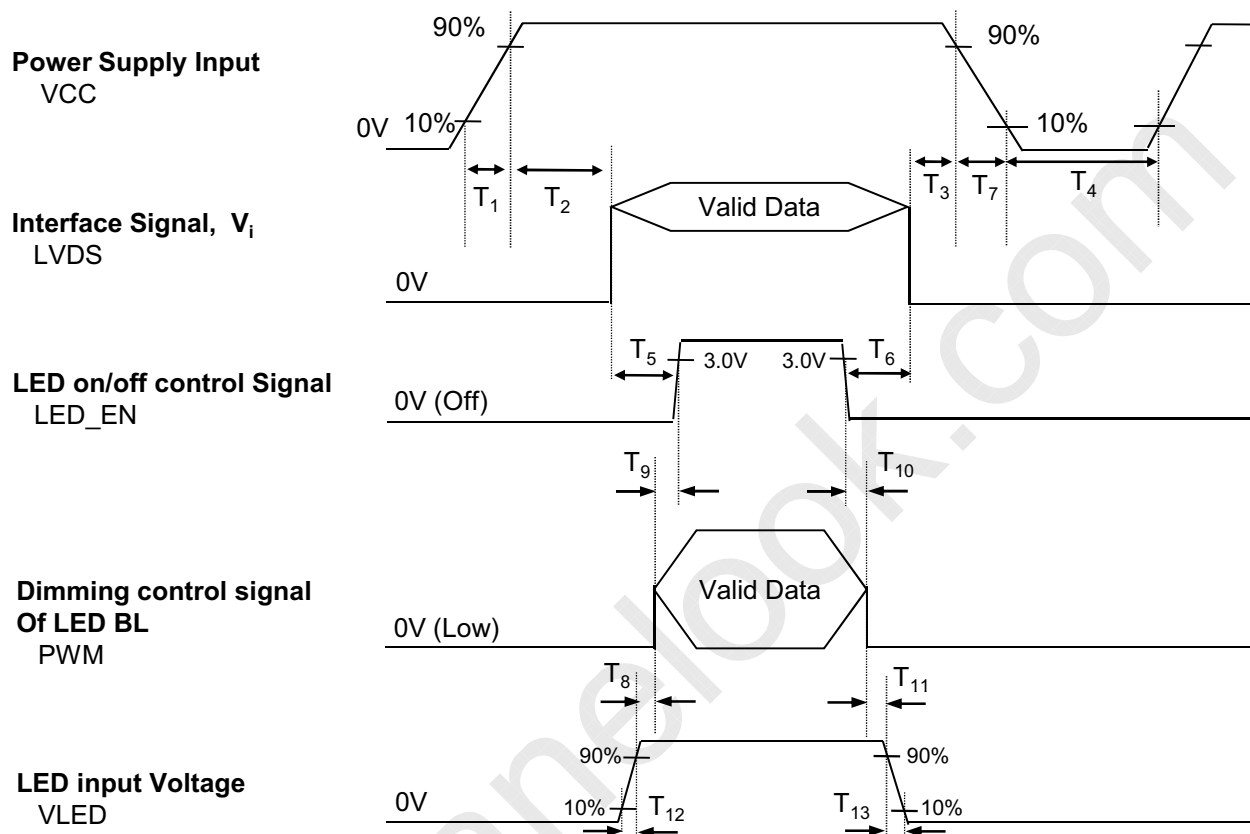 90%
90%
Power Supply Input
VCC
0V
10%
10%
T1
T2
T3
T7
T4
Interface Signal, Vi
LVDS
Valid Data
0V
LED on/off control Signal
LED_EN
T5
3.0V
3.0V
T6
0V (Off)
T9
T10
Dimming control signal
Of LED BL
PWM
Valid Data
0V (Low)
T8
T11
LED input Voltage
VLED
90%
90%
0V
10%
T12
T13
10%
anelook.com